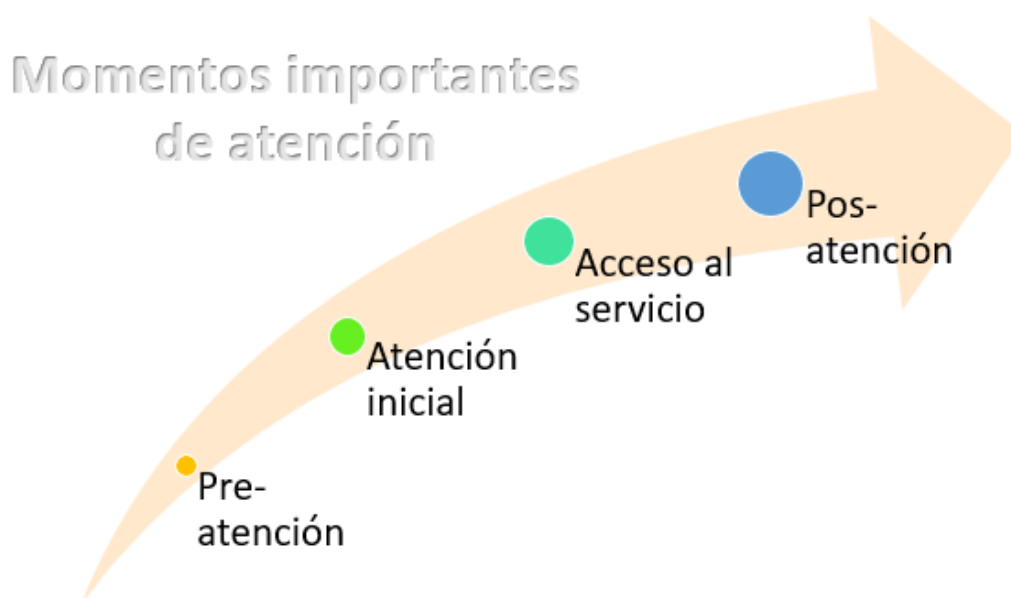 Momentos importantes
de atención
Pre-
atención
Atención
inicial
Acceso al
servicio
Pos-
atención